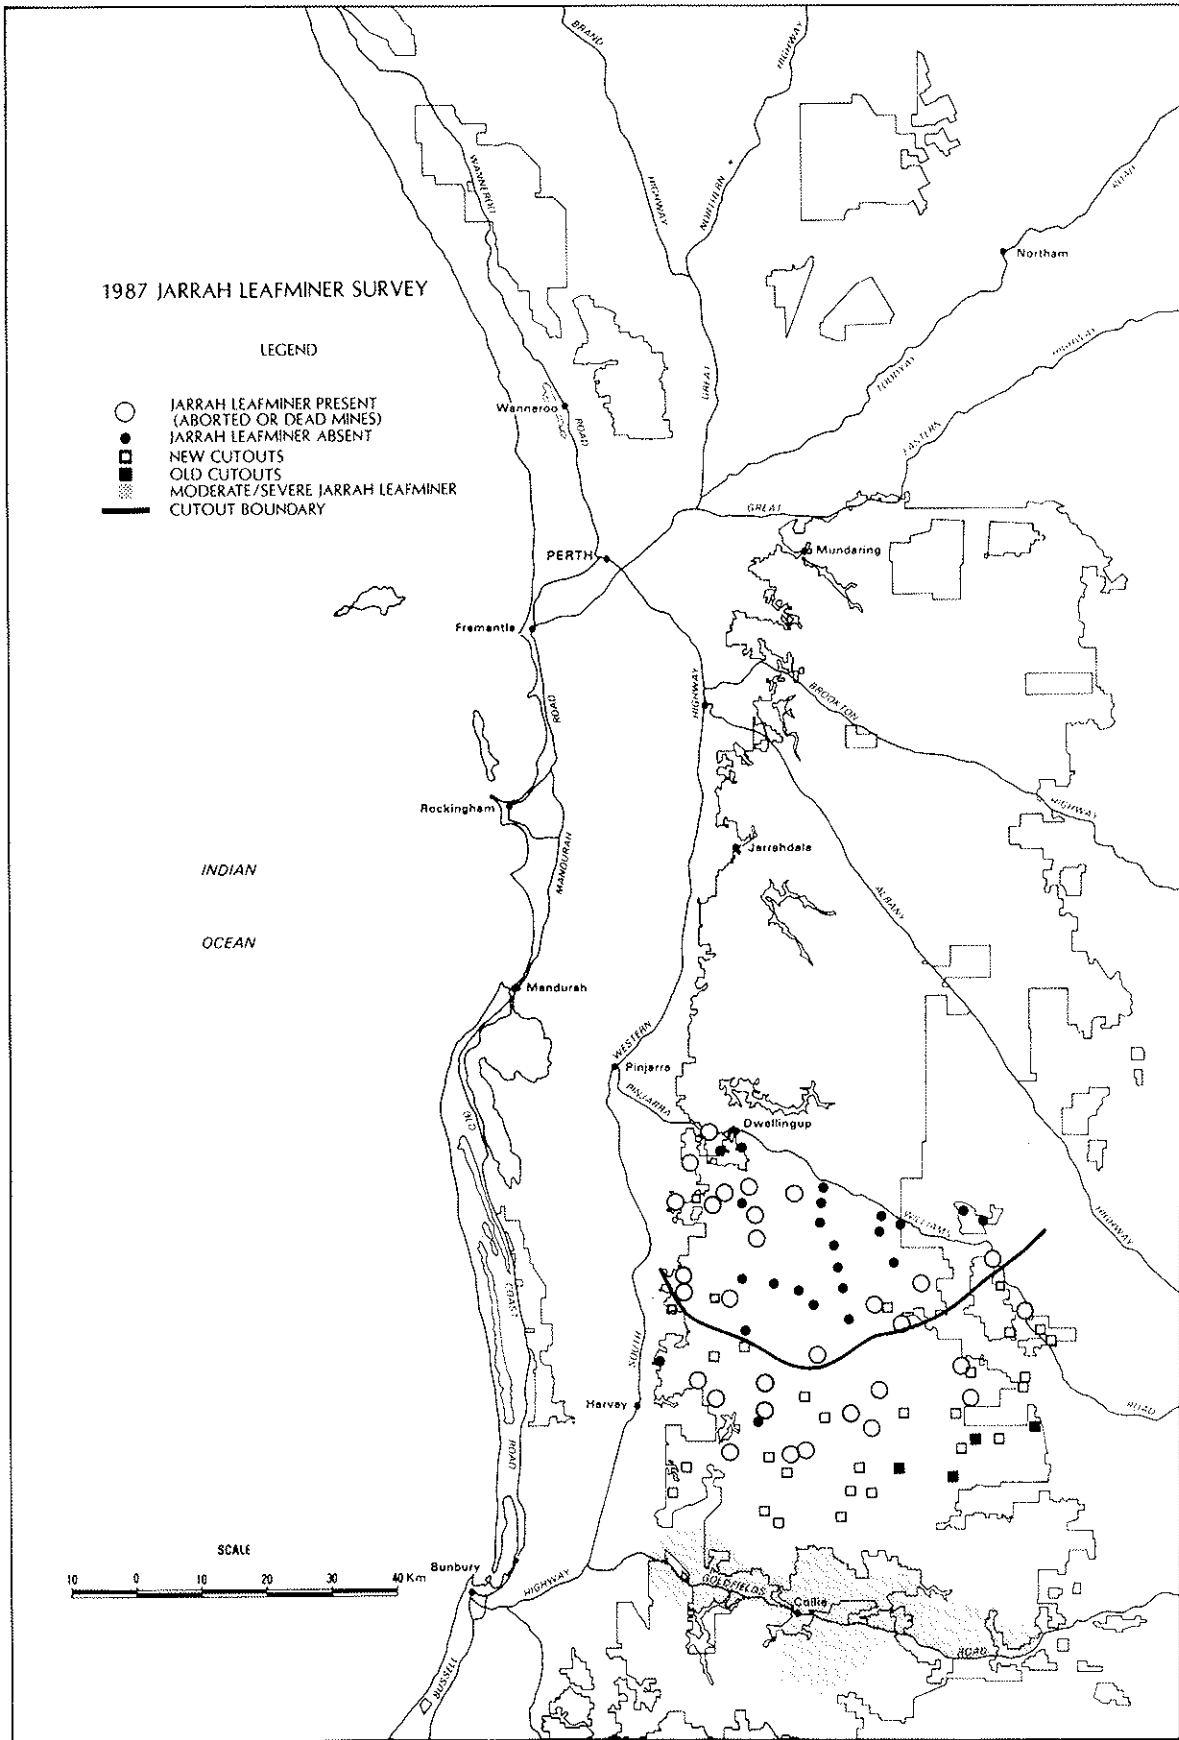 BRAND
HIGHWAY
HIGHWAY
NORTHERN
GREAT
WANNEROO
ROAD
ROAD
TOODYAY
Northam
HIGHWAY
EASTERN
GREAT
1987 JARRAH LEAFMINER SURVEY
LEGEND
JARRAH LEAFMINER PRESENT
(ABORTED OR DEAD MINES)
JARRAH LEAFMINER ABSENT
NEW CUTOUTS
OLD CUTOUTS
MODERATE/SEVERE JARRAH LEAFMINER
CUTOUT BOUNDARY
Wanneroo
PERTH
Mundaring
Fremantle
ROAD
HIGHWAY
BROOKTON
HIGHWAY
Rockingham
MANDURAH
Jarrahdale
ALBANY
HIGHWAY
INDIAN
OCEAN
Mandurah
WESTERN
Pinjarra
PINJARRA
Dwellingup
WILLIAMS
ROAD
OLD
COAST
ROAD
SOUTH
Harvey
SCALE
10 0 10 20 30 40 Km
Bunbury
HIGHWAY
GOLDFIELDS
Collie
ROAD
BUSSELL